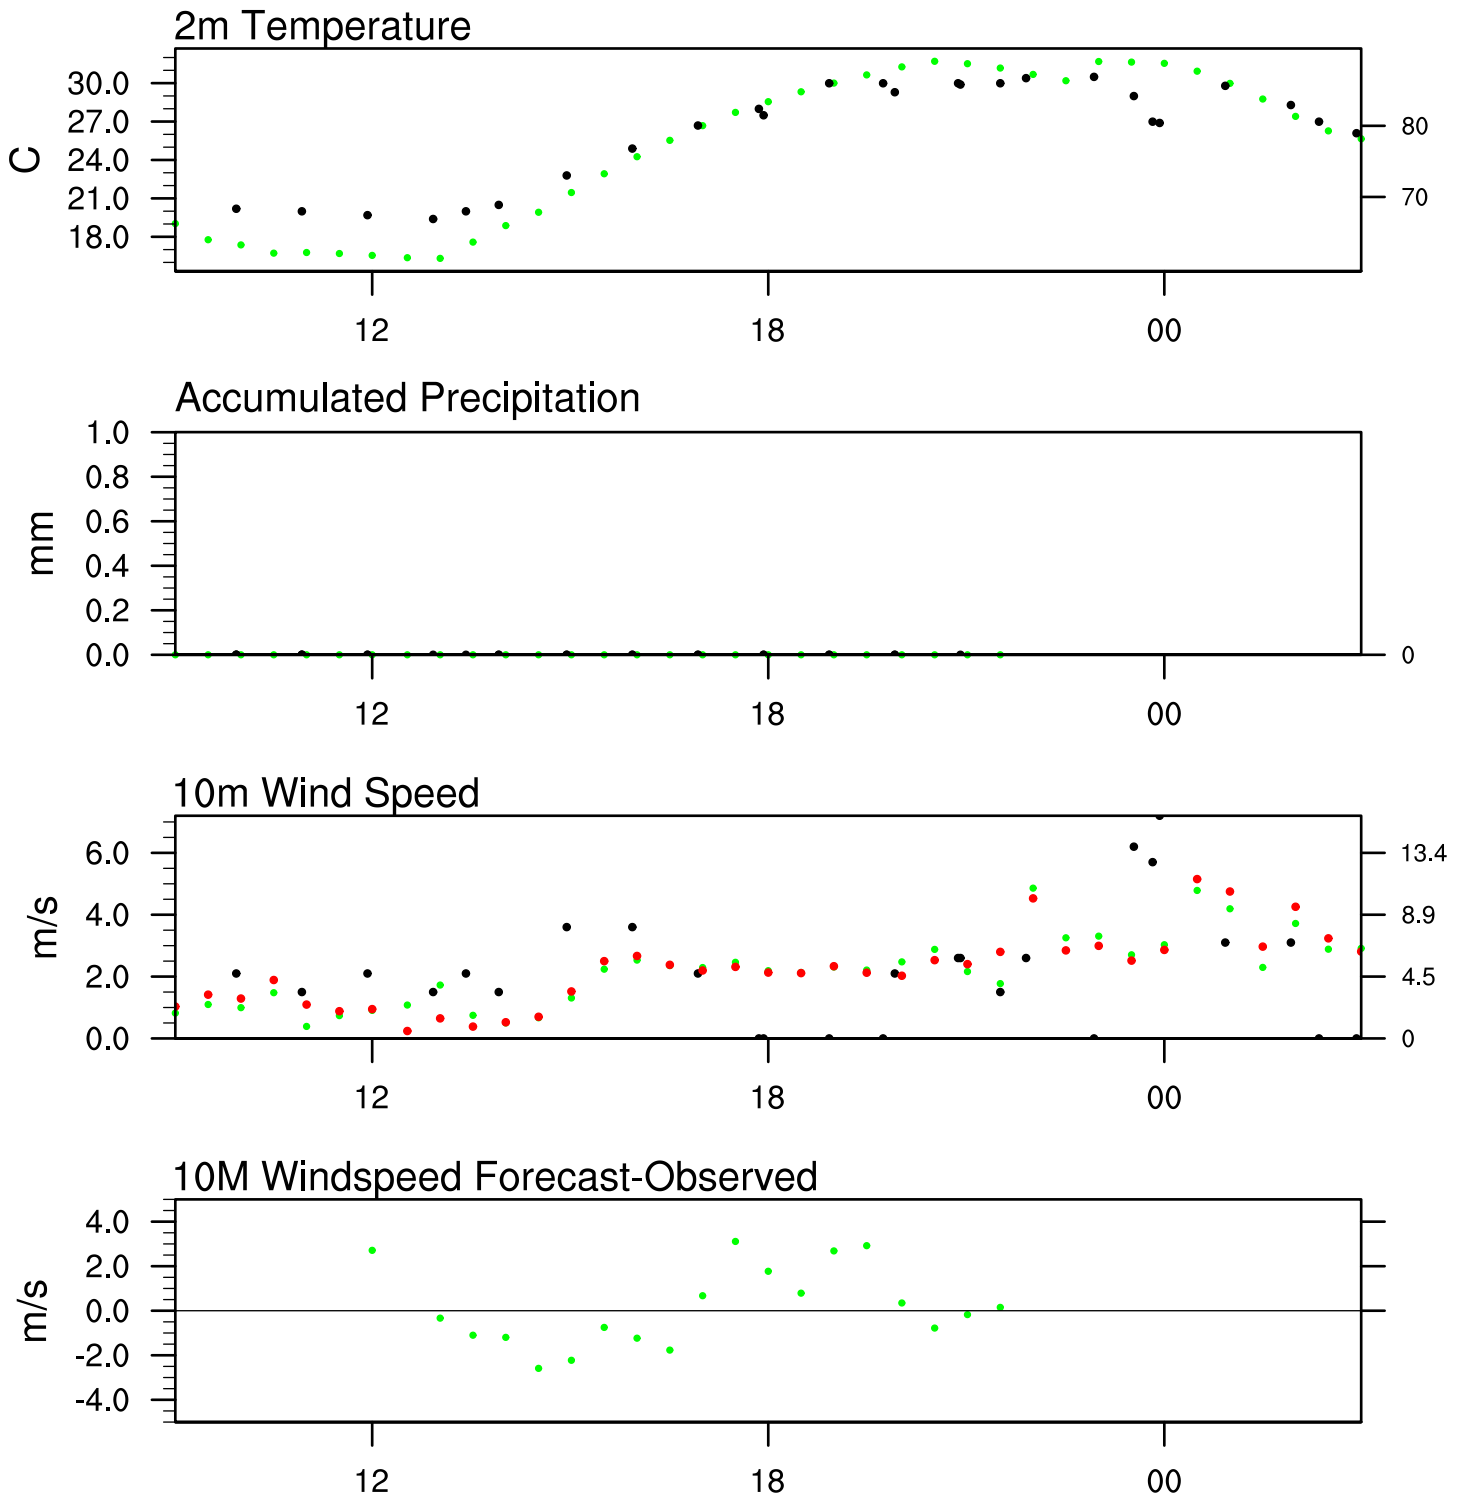 2m Temperature
30.0
27.0
24.0
21.0
18.0
C
80
70
12 18 00
Accumulated Precipitation
1.0
0.8
0.6
0.4
0.2
0.0
mm
0
12 18 00
10m Wind Speed
6.0
4.0
2.0
0.0
m/s
13.4
8.9
4.5
0
12 18 00
10M Windspeed Forecast-Observed
4.0
2.0
0.0
-2.0
-4.0
m/s
12 18 00